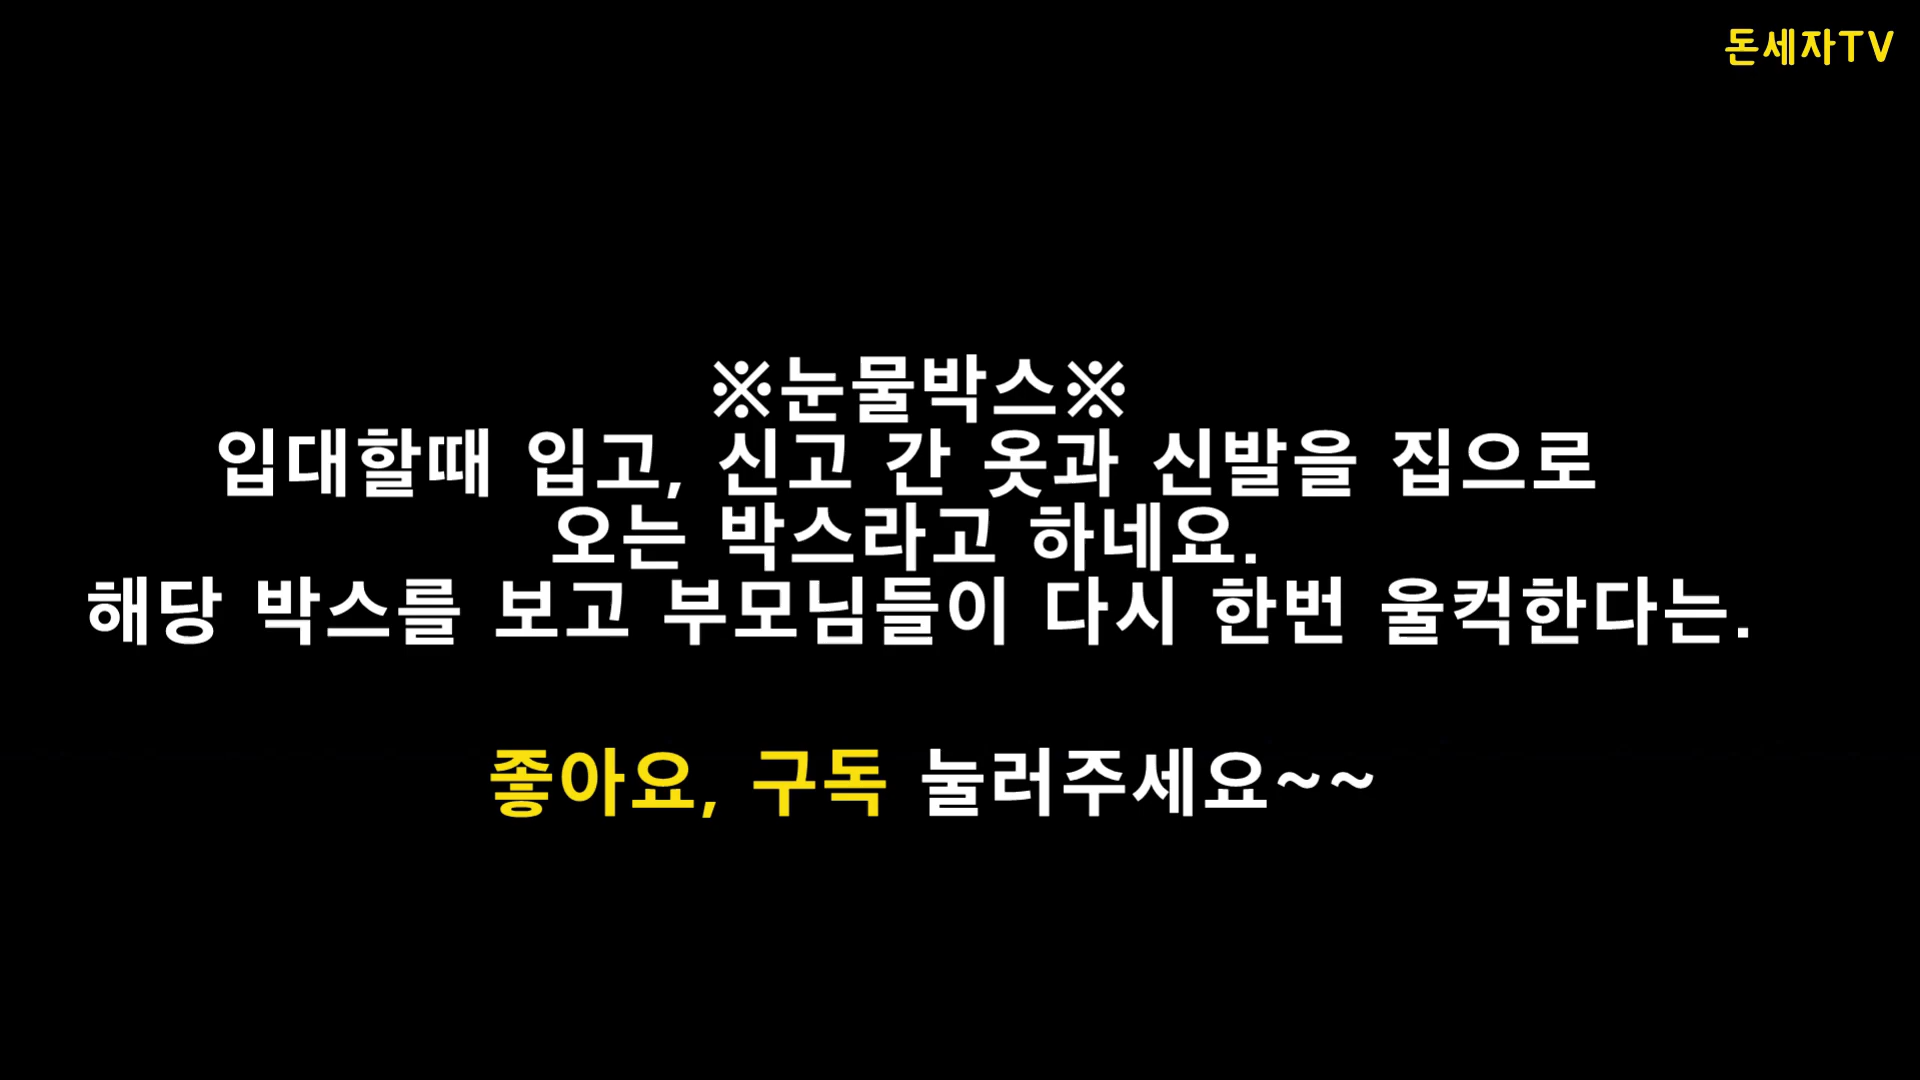 돈세자TV
※눈물박스※
입대할때 입고, 신고 간 옷과 신발을 집으로
오는 박스라고 하네요.
해당 박스를 보고 부모님들이 다시 한번 울컥한다는.
좋아요, 구독 눌러주세요~~